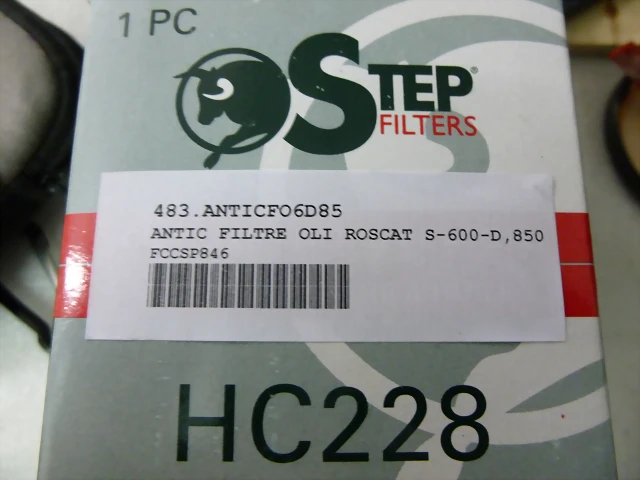 1 PC
STEP®
FILTERS
483.ANTICFO6D85
ANTIC FILTRE OLI ROSCAT S-600-D,850
FCCSP846
HC228